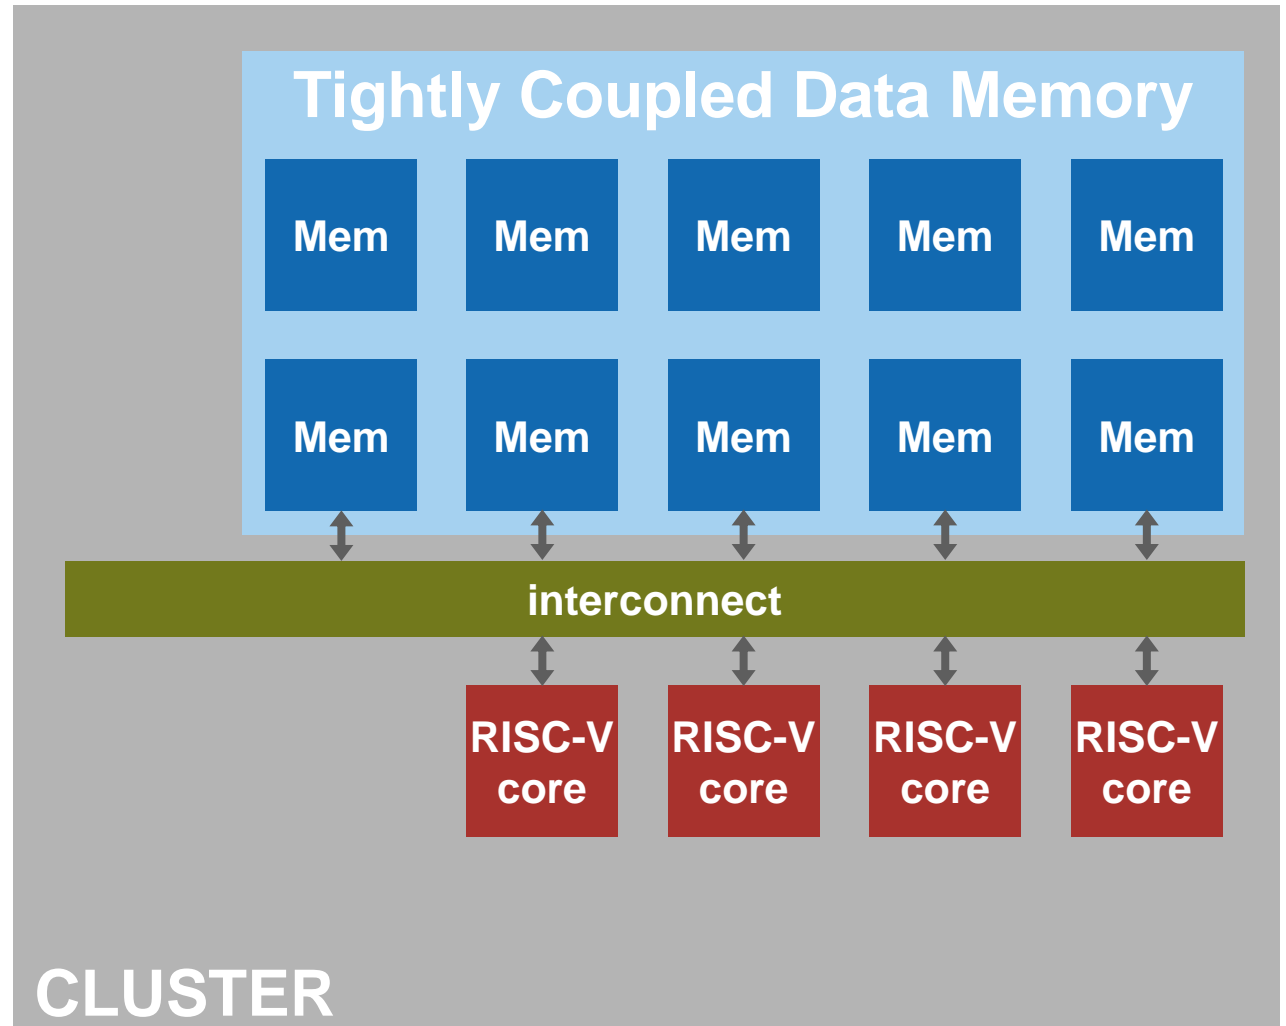 Tightly Coupled Data Memory
Mem Mem Mem Mem Mem
Mem Mem Mem Mem Mem
interconnect
RISC-V RISC-V RISC-V RISC-V
core core core core
CLUSTER